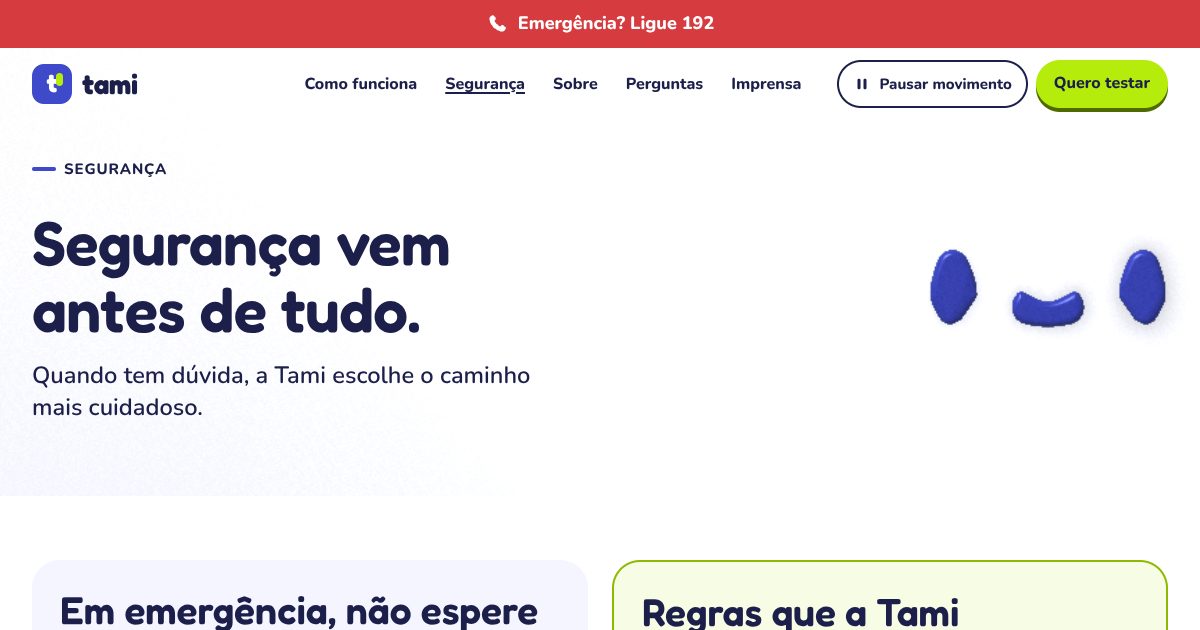 Emergência? Ligue 192
tami
Como funciona
Segurança
Sobre
Perguntas
Imprensa
Pausar movimento
Quero testar
SEGURANÇA
Segurança vem
antes de tudo.
Quando tem dúvida, a Tami escolhe o caminho
mais cuidadoso.
Em emergência, não espere
Regras que a Tami